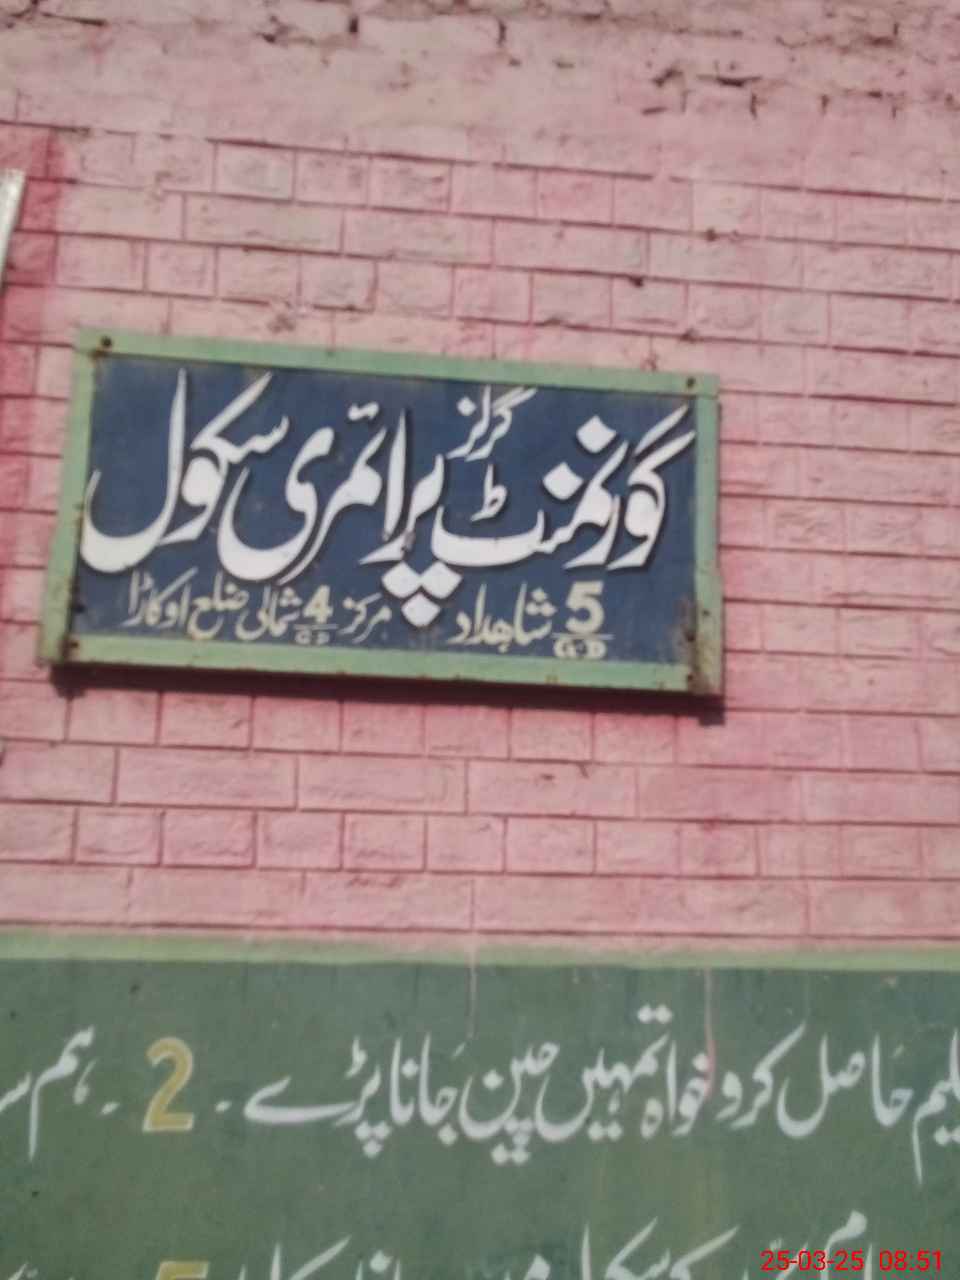 گورنمنٹ گرلز پرائمری سکول
5/G.D شاہداد مرکز 4/G.D شمالی ضلع اوکاڑا
حاصل کرو خواہ تمہیں چین جانا پڑے - 2 - ہم
25-03-25 08:51